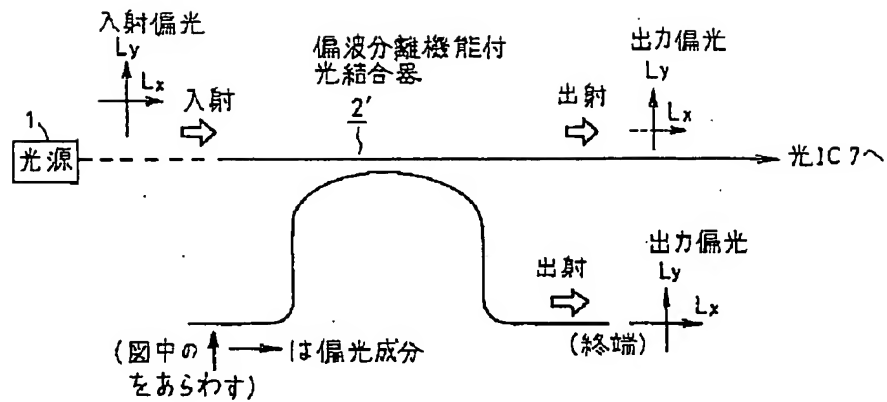 入射偏光
Ly
Lx
入射
偏波分離機能付
光結合器
2'
出射
出力偏光
Ly
Lx
1
光源
光IC7へ
出射
出力偏光
Ly
Lx
(終端)
(図中の↑→は偏光成分
をあらわす)